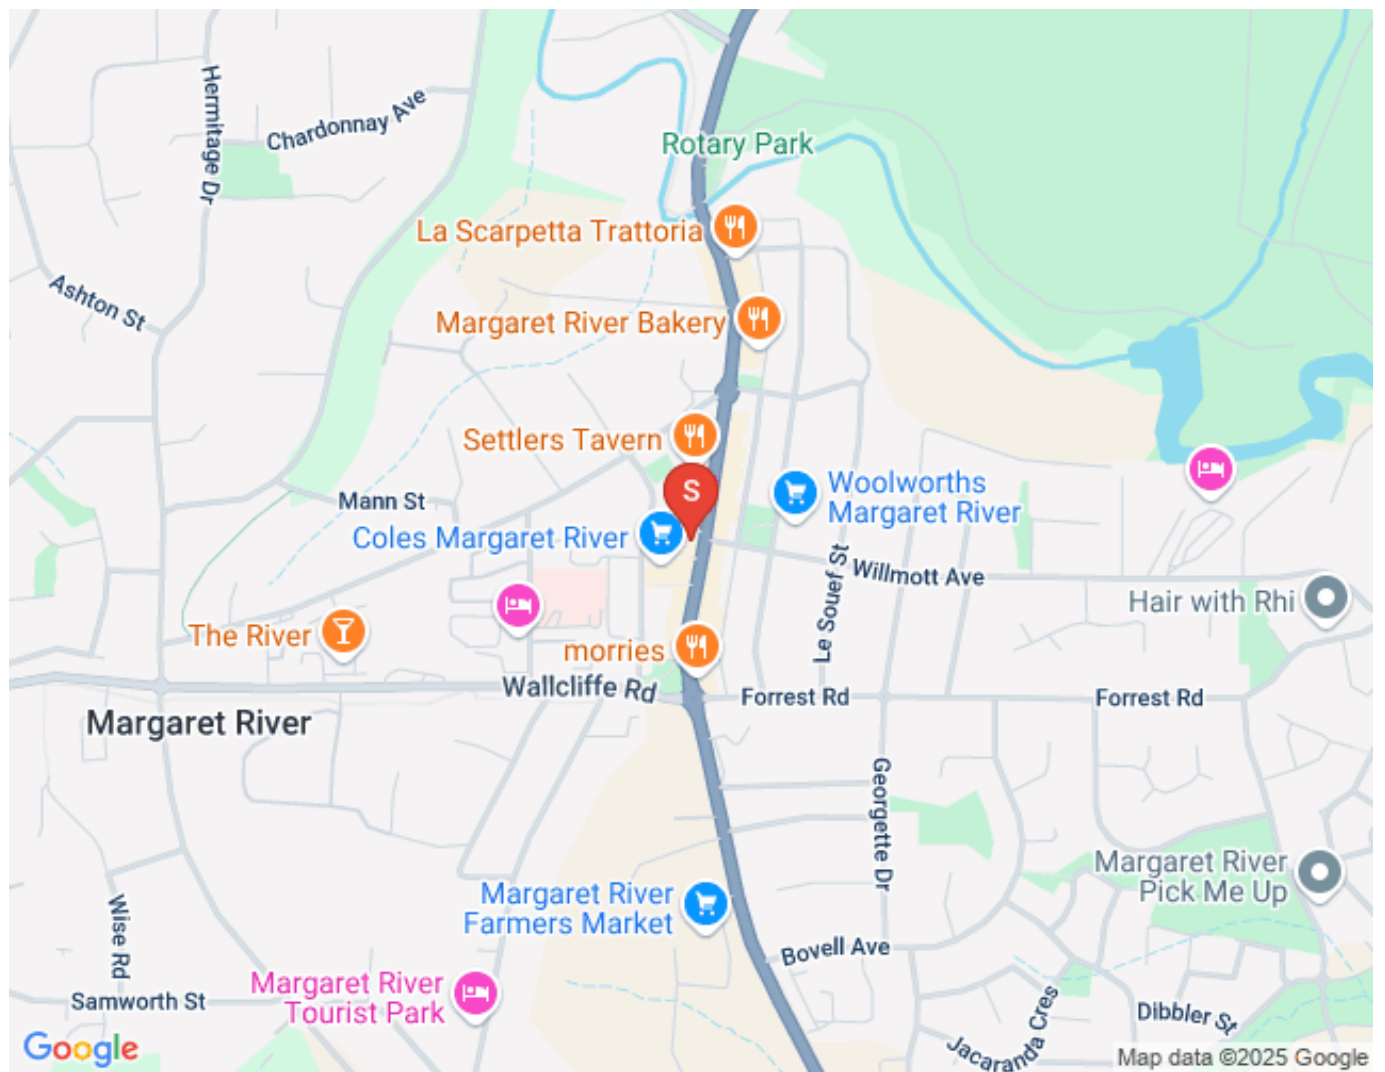 Hermitage Dr
Chardonnay Ave
Rotary Park
La Scarpetta Trattoria
Ashton St
Margaret River Bakery
Settlers Tavern
S
Mann St
Woolworths
Margaret River
Coles Margaret River
Willmott Ave
Le Souef St
Hair with Rhi
The River
morries
Wallcliffe Rd
Forrest Rd
Forrest Rd
Margaret River
Georgette Dr
Margaret River
Pick Me Up
Margaret River
Farmers Market
Wise Rd
Bovell Ave
Margaret River
Tourist Park
Samworth St
Jacaranda Cres
Dibbler St
Google
Map data ©2025 Google